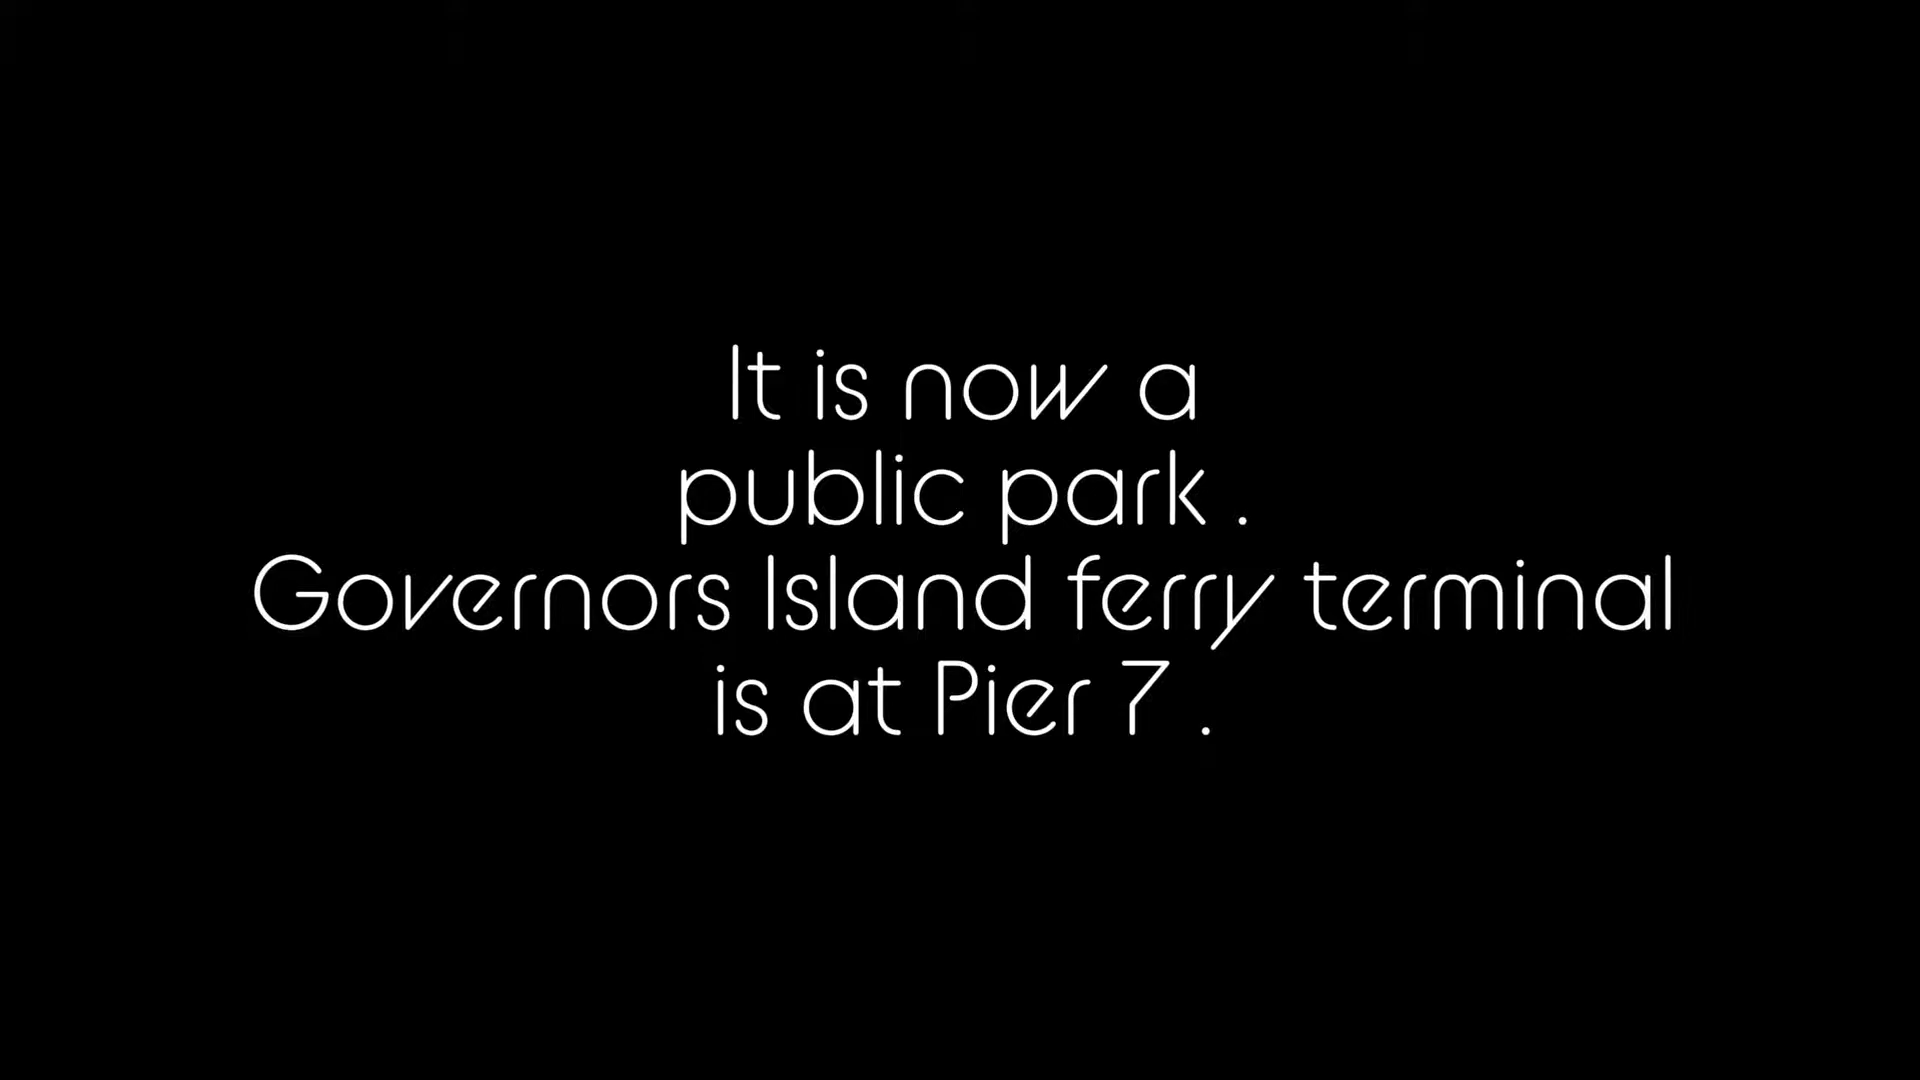 It is now a
public park .
Governors Island ferry terminal
is at Pier 7 .